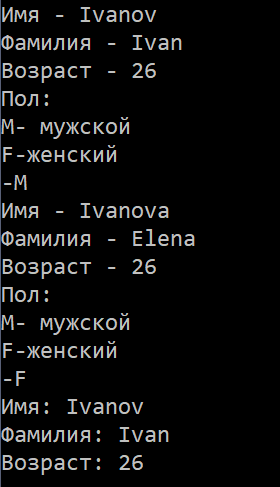 Имя - Ivanov
Фамилия - Ivan
Возраст - 26
Пол:
М- мужской
F-женский
-M
Имя - Ivanova
Фамилия - Elena
Возраст - 26
Пол:
М- мужской
F-женский
-F
Имя: Ivanov
Фамилия: Ivan
Возраст: 26